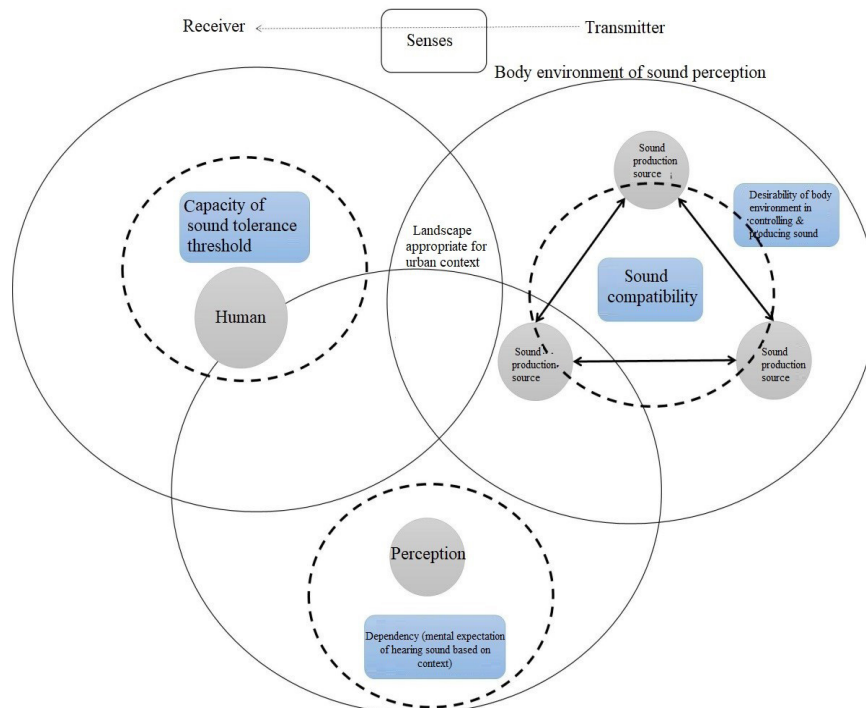 Receiver
Senses
Transmitter
Body environment of sound perception
Sound
production
source
Desirability of body
environment in
controlling &
producing sound
Capacity of
sound tolerance
threshold
Landscape
appropriate for
urban context
Sound
compatibility
Human
Sound
production
source
Sound
production
source
Perception
Dependency (mental expectation
of hearing sound based on
context)